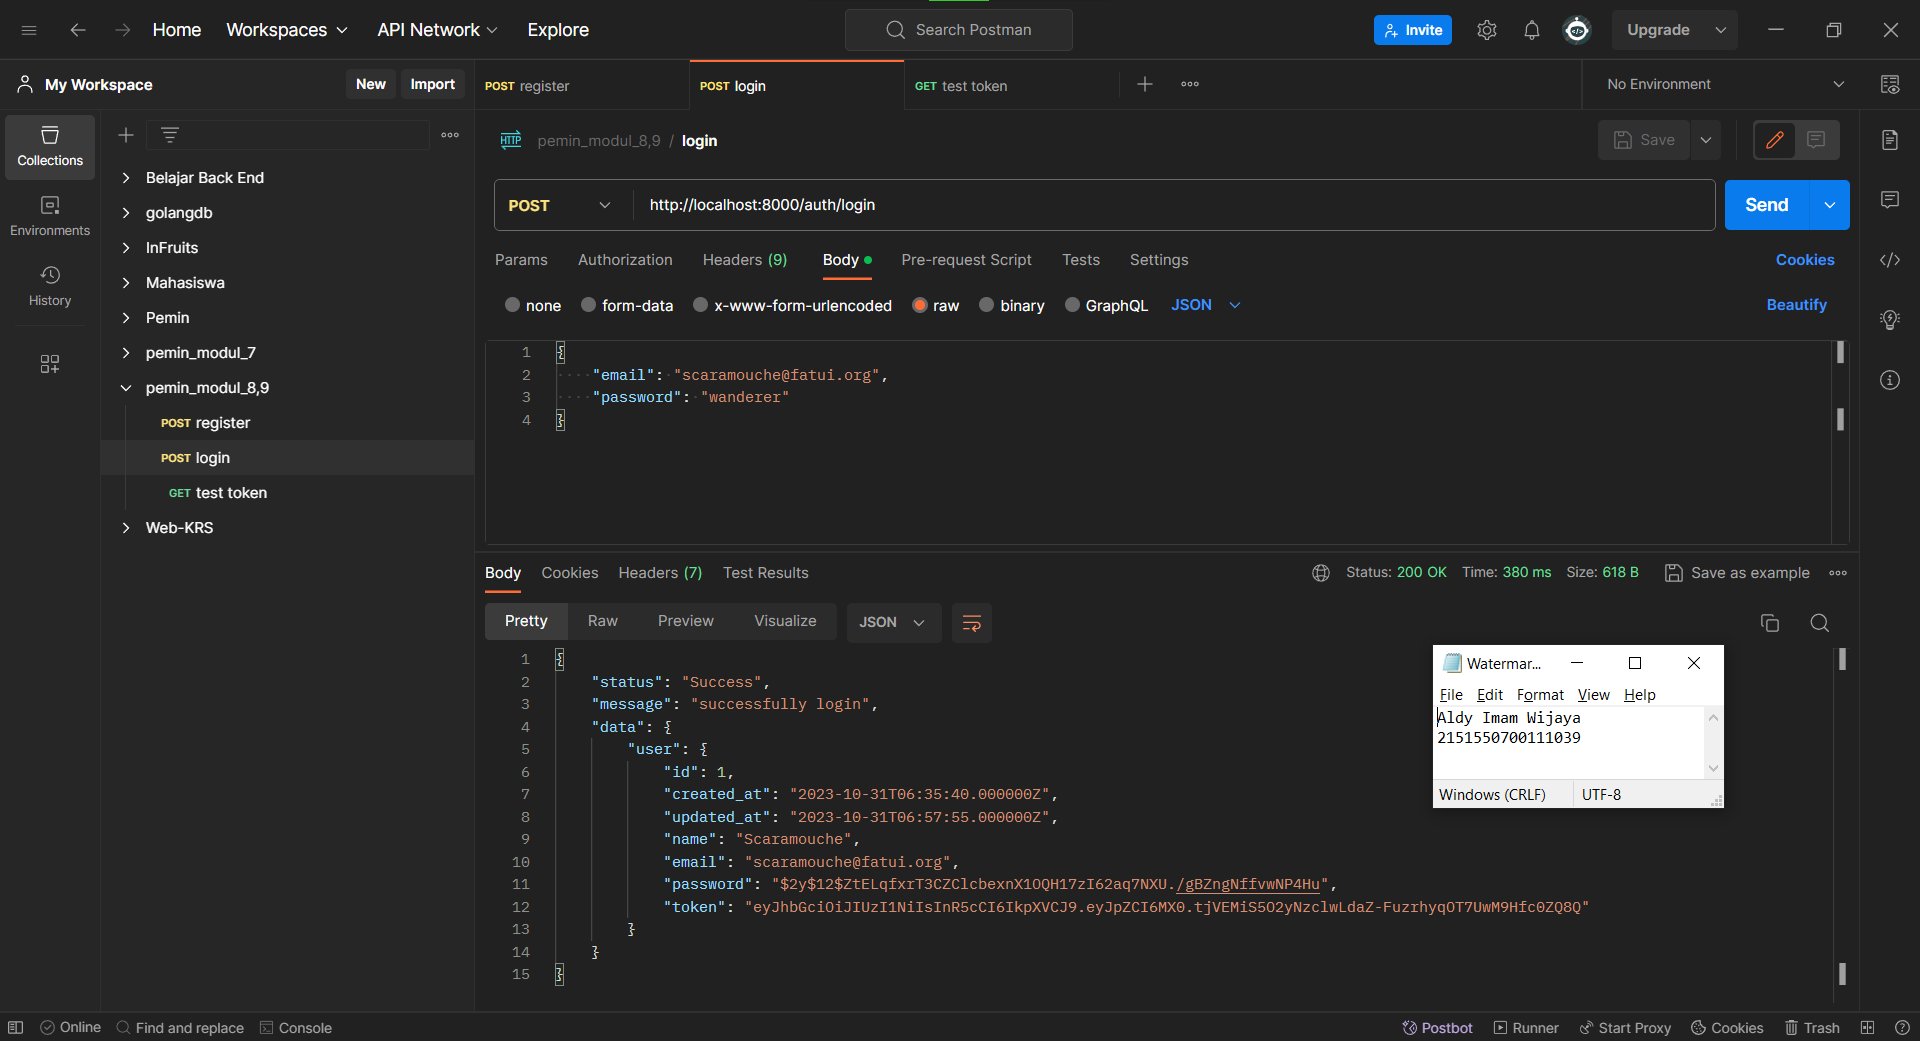 Home Workspaces API Network Explore Search Postman Invite Upgrade
My Workspace New Import POST register POST login GET test token No Environment
Collections
Environments
History
Belajar Back End
golangdb
InFruits
Mahasiswa
Pemin
pemin_modul_7
pemin_modul_8,9
POST register
POST login
GET test token
Web-KRS
HTTP pemin_modul_8,9 / login Save
POST http://localhost:8000/auth/login Send
Params Authorization Headers (9) Body Pre-request Script Tests Settings Cookies
none form-data x-www-form-urlencoded raw binary GraphQL JSON Beautify
1 {
2 "email": "scaramouche@fatui.org",
3 "password": "wanderer"
4 }
Body Cookies Headers (7) Test Results Status: 200 OK Time: 380 ms Size: 618 B Save as example
Pretty Raw Preview Visualize JSON
1 {
2 "status": "Success",
3 "message": "successfully login",
4 "data": {
5 "user": {
6 "id": 1,
7 "created_at": "2023-10-31T06:35:40.000000Z",
8 "updated_at": "2023-10-31T06:57:55.000000Z",
9 "name": "Scaramouche",
10 "email": "scaramouche@fatui.org",
11 "password": "$2y$12$ZtELqfxrT3CZClcbexnX1OQH17zI62aq7NXU./gBZngNffvwNP4Hu",
12 "token": "eyJhbGciOiJIUzI1NiIsInR5cCI6IkpXVCJ9.eyJpZCI6MX0.tjVEMiS5O2yNzclwLdaZ-FuzrhyqOT7UwM9Hfc0ZQ8Q"
13 }
14 }
15 }
Watermar...
File Edit Format View Help
Aldy Imam Wijaya
2151550700111039
Windows (CRLF) UTF-8
Online Find and replace Console Postbot Runner Start Proxy Cookies Trash